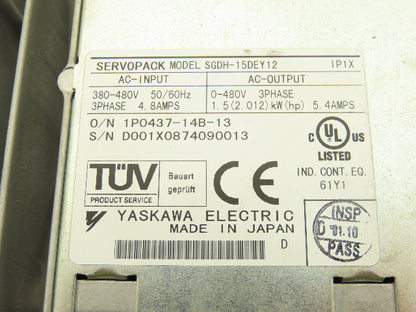 SERVOPACK MODEL SGDH-15DEY12 IP1X
AC-INPUT AC-OUTPUT
380-480V 50/60Hz 0-480V 3PHASE
3PHASE 4.8AMPS 1.5(2.012)kW(hp) 5.4AMPS
O/N 1P0437-14B-13
S/N D001X0874090013
C UL US
LISTED
IND. CONT. EQ.
61Y1
TÜV
PRODUCT SERVICE
Bauart
geprüft
CE
YASKAWA ELECTRIC
MADE IN JAPAN
D
INSP
D '01.10
PASS